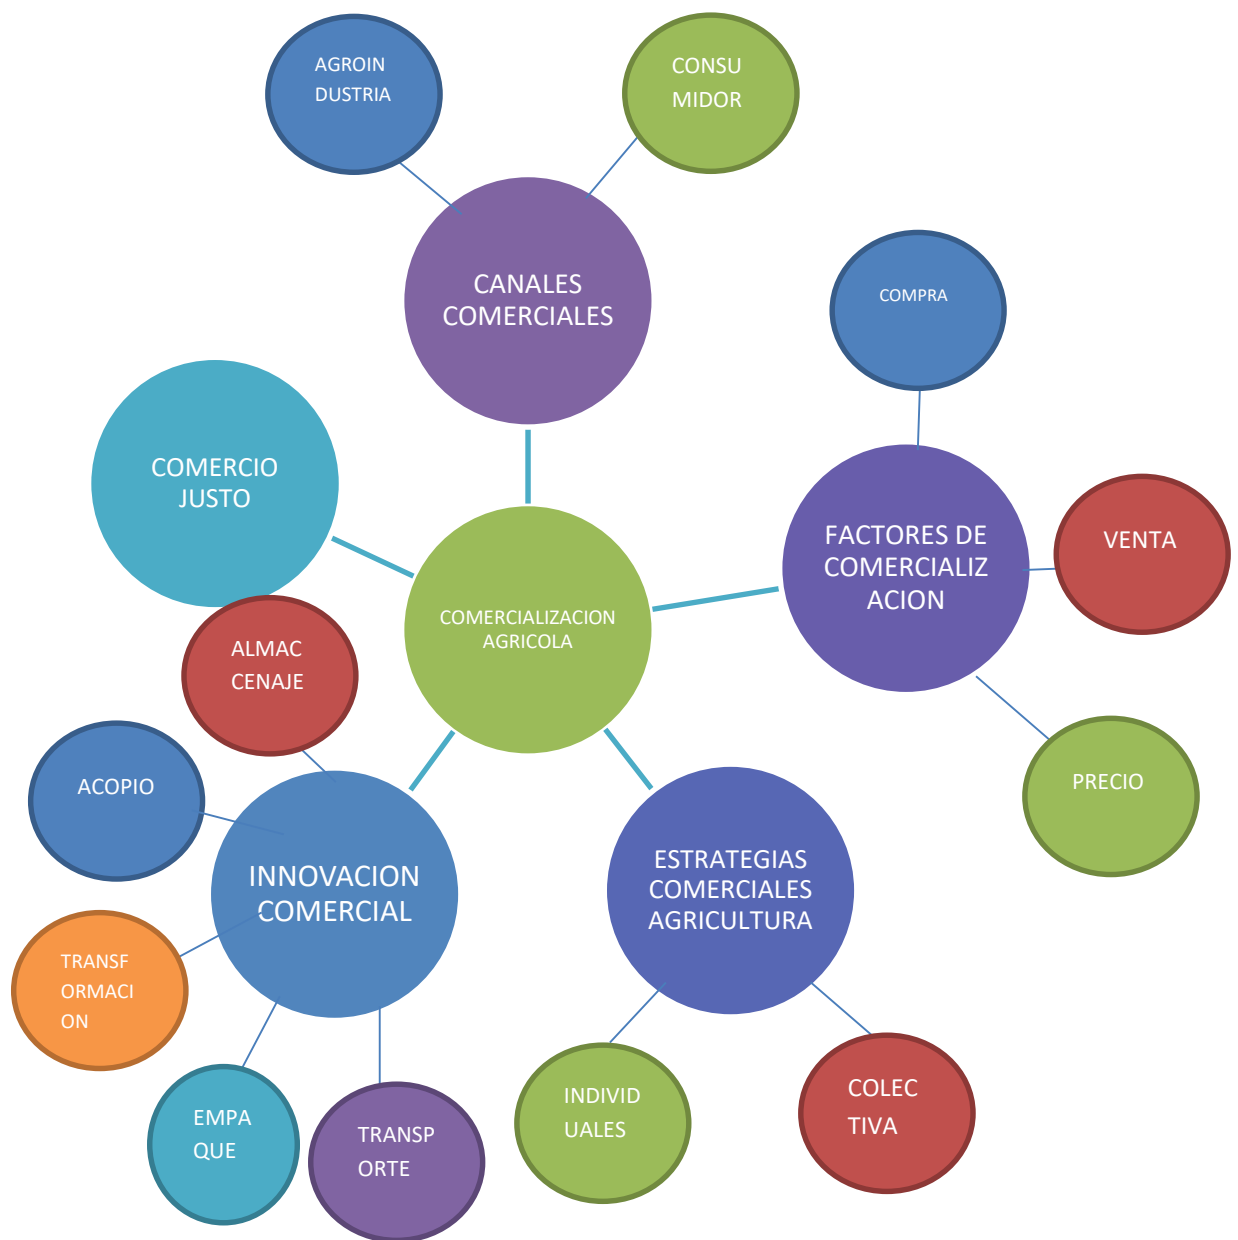 AGROIN
DUSTRIA
CONSU
MIDOR
CANALES
COMERCIALES
COMPRA
COMERCIO
JUSTO
FACTORES DE
COMERCIALIZ
ACION
VENTA
COMERCIALIZACION
AGRICOLA
ALMAC
CENAJE
ACOPIO
PRECIO
INNOVACION
COMERCIAL
ESTRATEGIAS
COMERCIALES
AGRICULTURA
TRANSF
ORMACI
ON
EMPA
QUE
TRANSP
ORTE
INDIVID
UALES
COLEC
TIVA